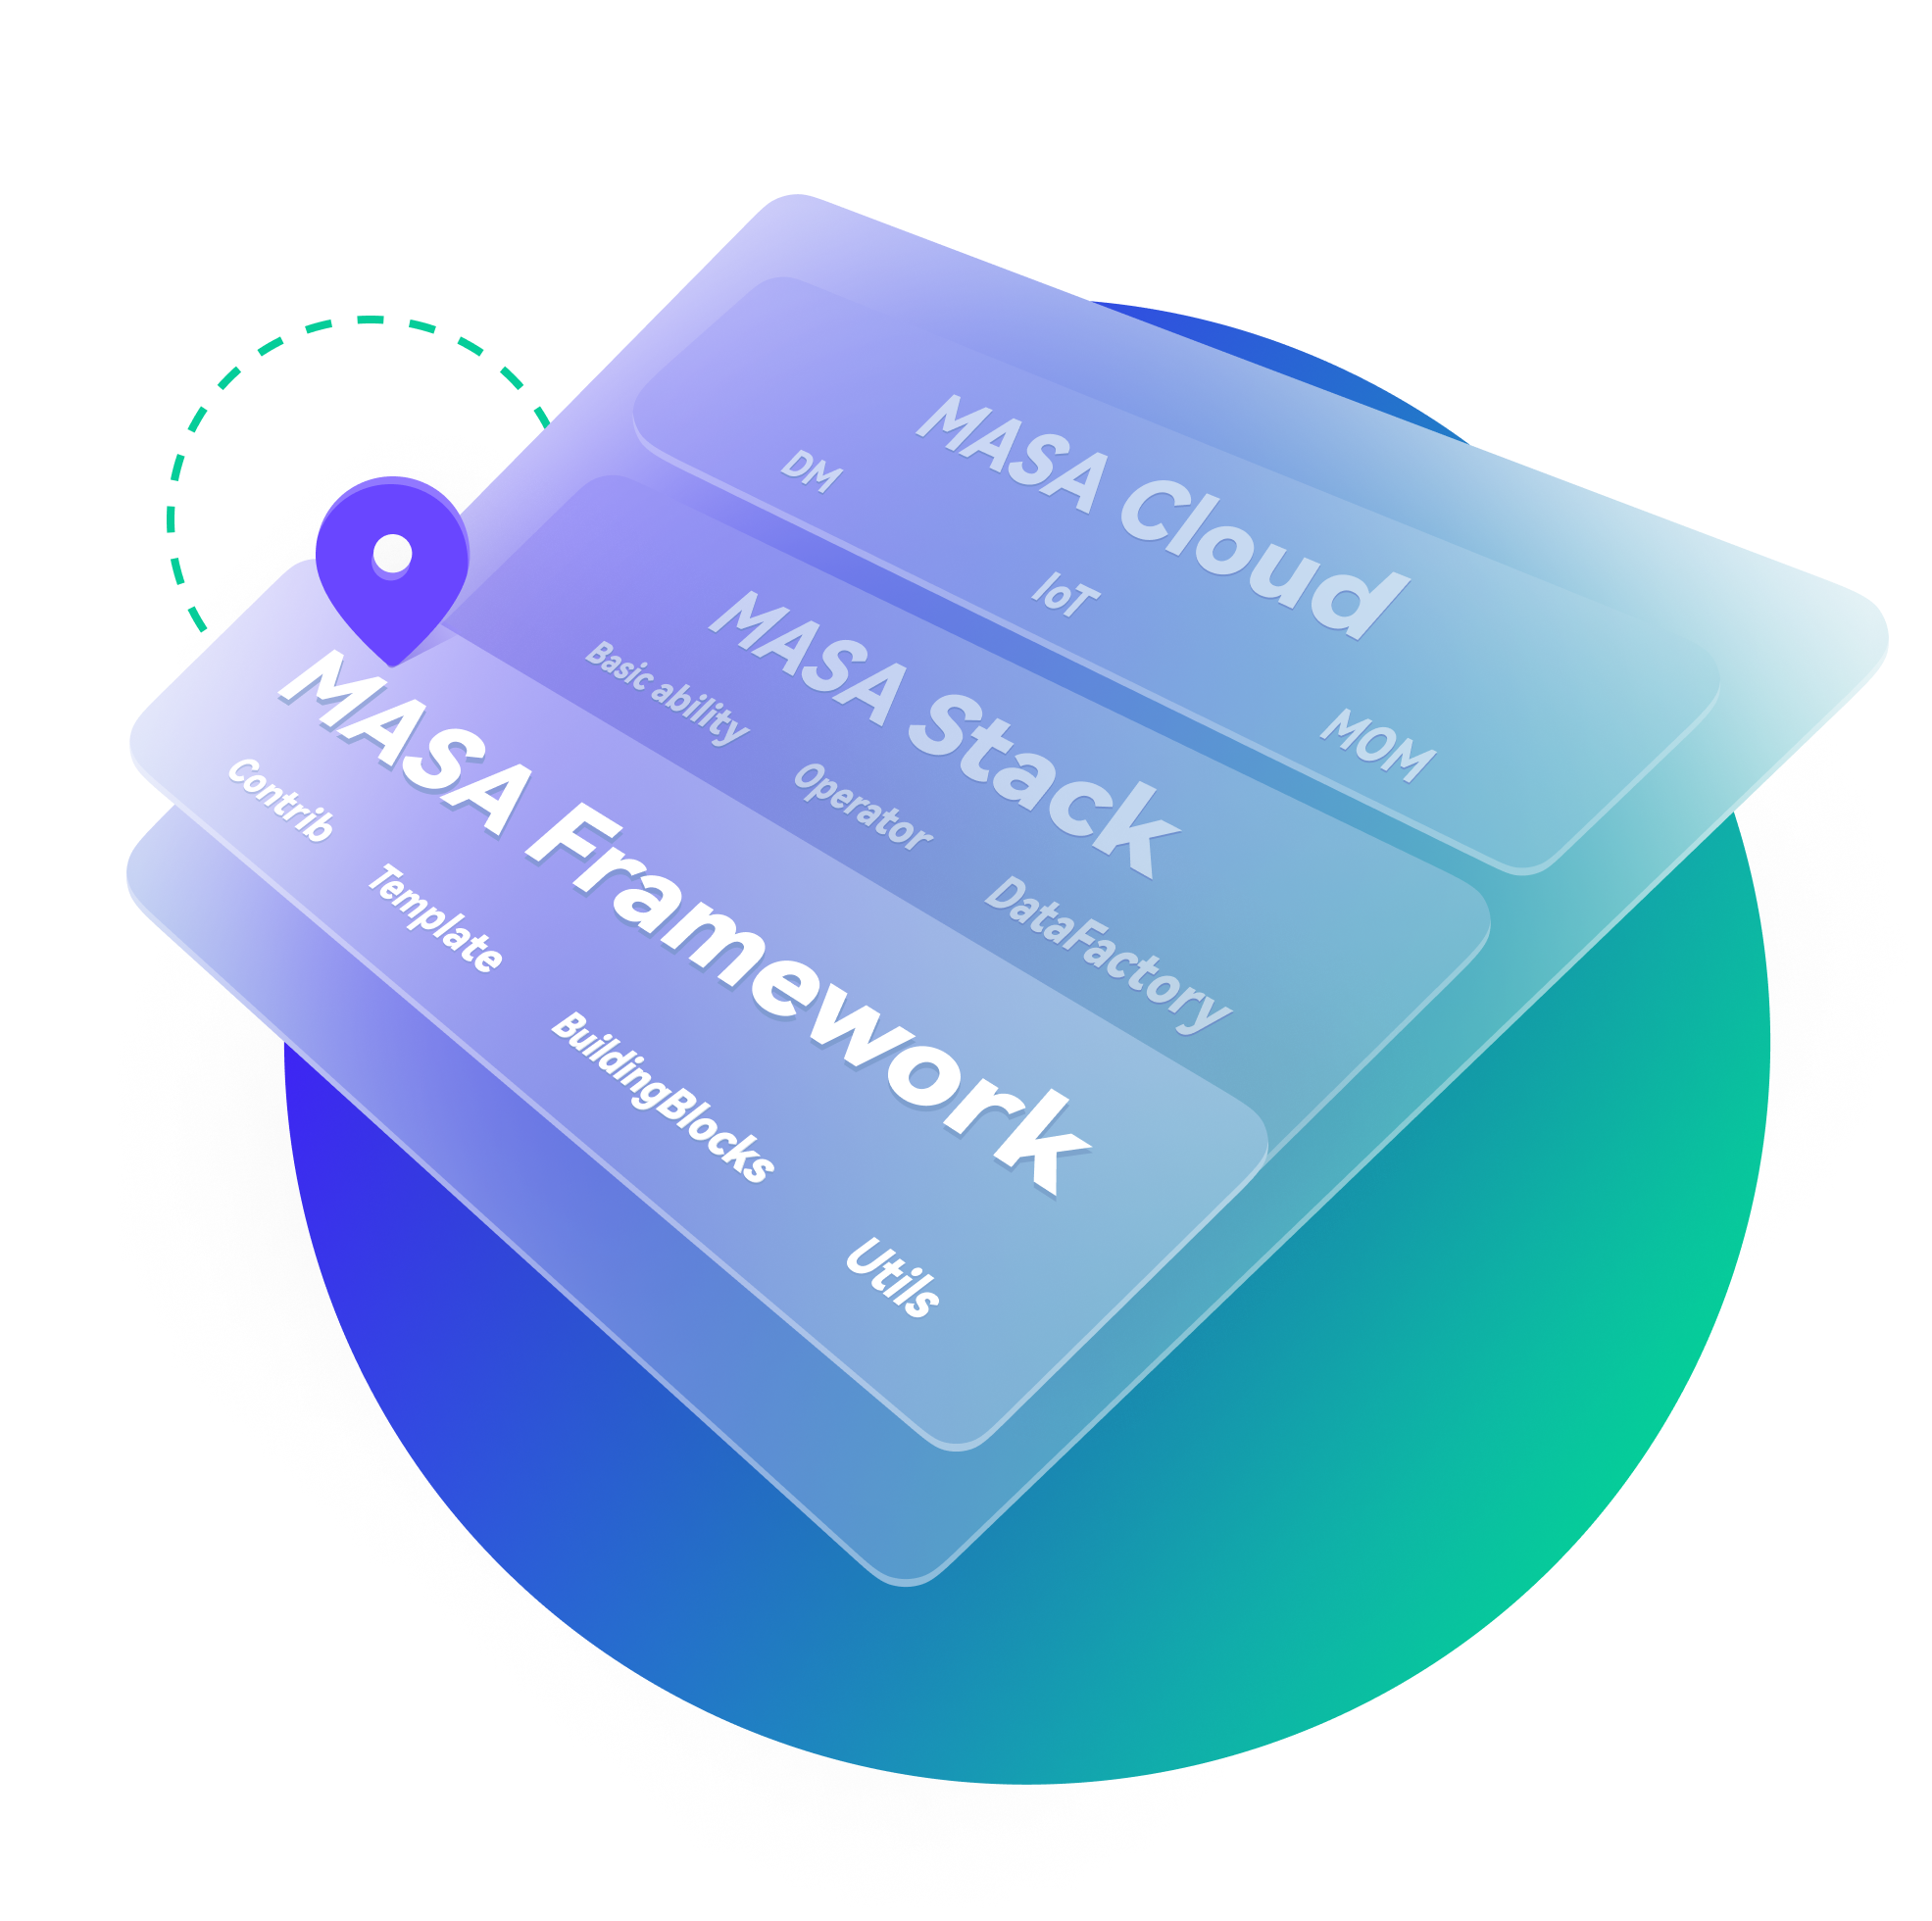 MASA Cloud
DM
IoT
MOM
MASA Stack
Basic ability
Operator
DataFactory
MASA Framework
Contrib
Template
BuildingBlocks
Utils